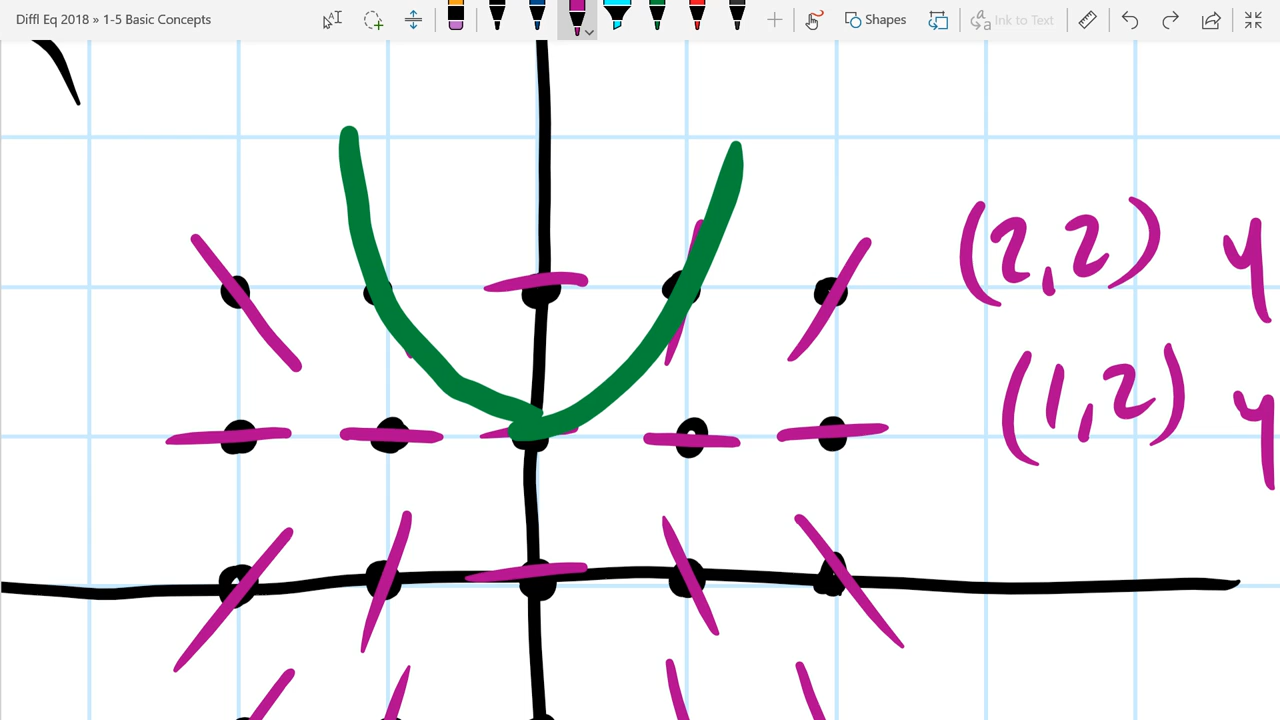 Diffl Eq 2018 » 1-5 Basic Concepts
Shapes
Ink to Text
(2,2) y
(1,2) y